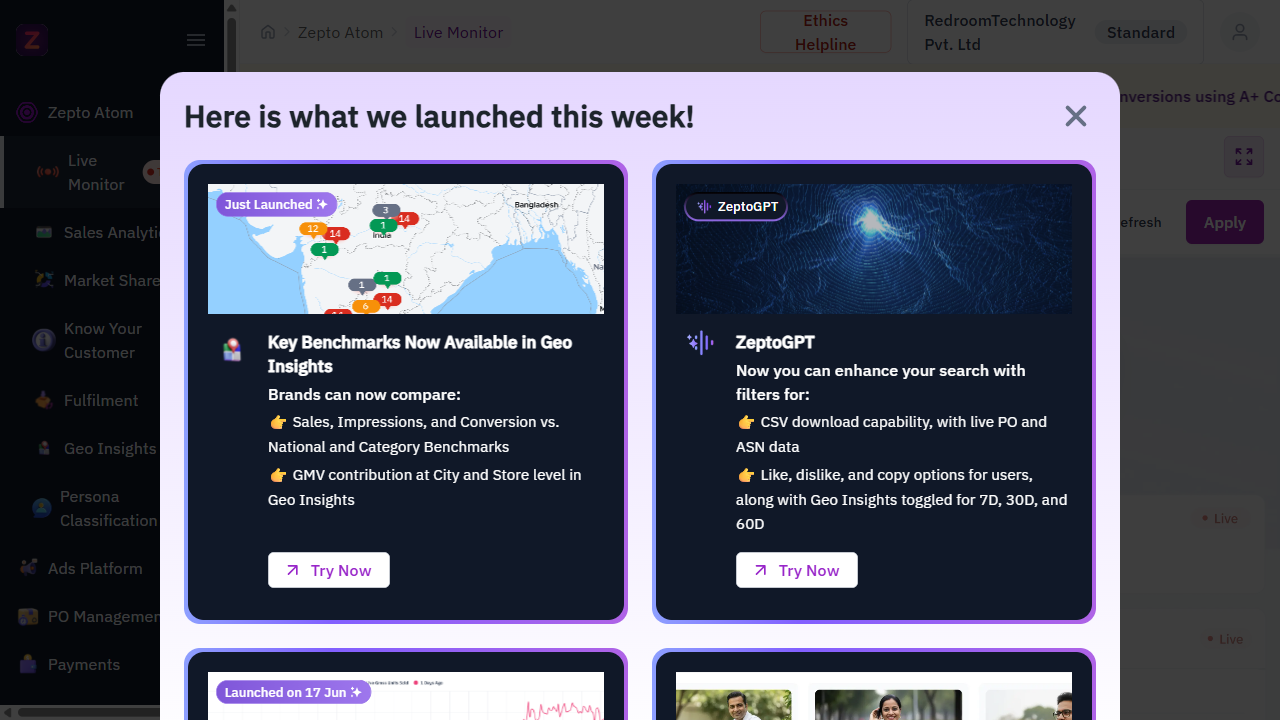 Z
Zepto Atom
Live Monitor
Ethics
Helpline
RedroomTechnology
Pvt. Ltd
Standard
Zepto Atom
Live
Monitor
Sales Analyti
Market Share
Know Your
Customer
Fulfilment
Geo Insights
Persona
Classification
Ads Platform
PO Managemen
Payments
nversions using A+ Co
efresh
Apply
Live
Live
Here is what we launched this week!
Just Launched
Bangladesh
India
3
14
1
12
14
1
1
1
14
6
Key Benchmarks Now Available in Geo
Insights
Brands can now compare:
👉 Sales, Impressions, and Conversion vs.
National and Category Benchmarks
👉 GMV contribution at City and Store level in
Geo Insights
Try Now
ZeptoGPT
ZeptoGPT
Now you can enhance your search with
filters for:
👉 CSV download capability, with live PO and
ASN data
👉 Like, dislike, and copy options for users,
along with Geo Insights toggled for 7D, 30D, and
60D
Try Now
Launched on 17 Jun